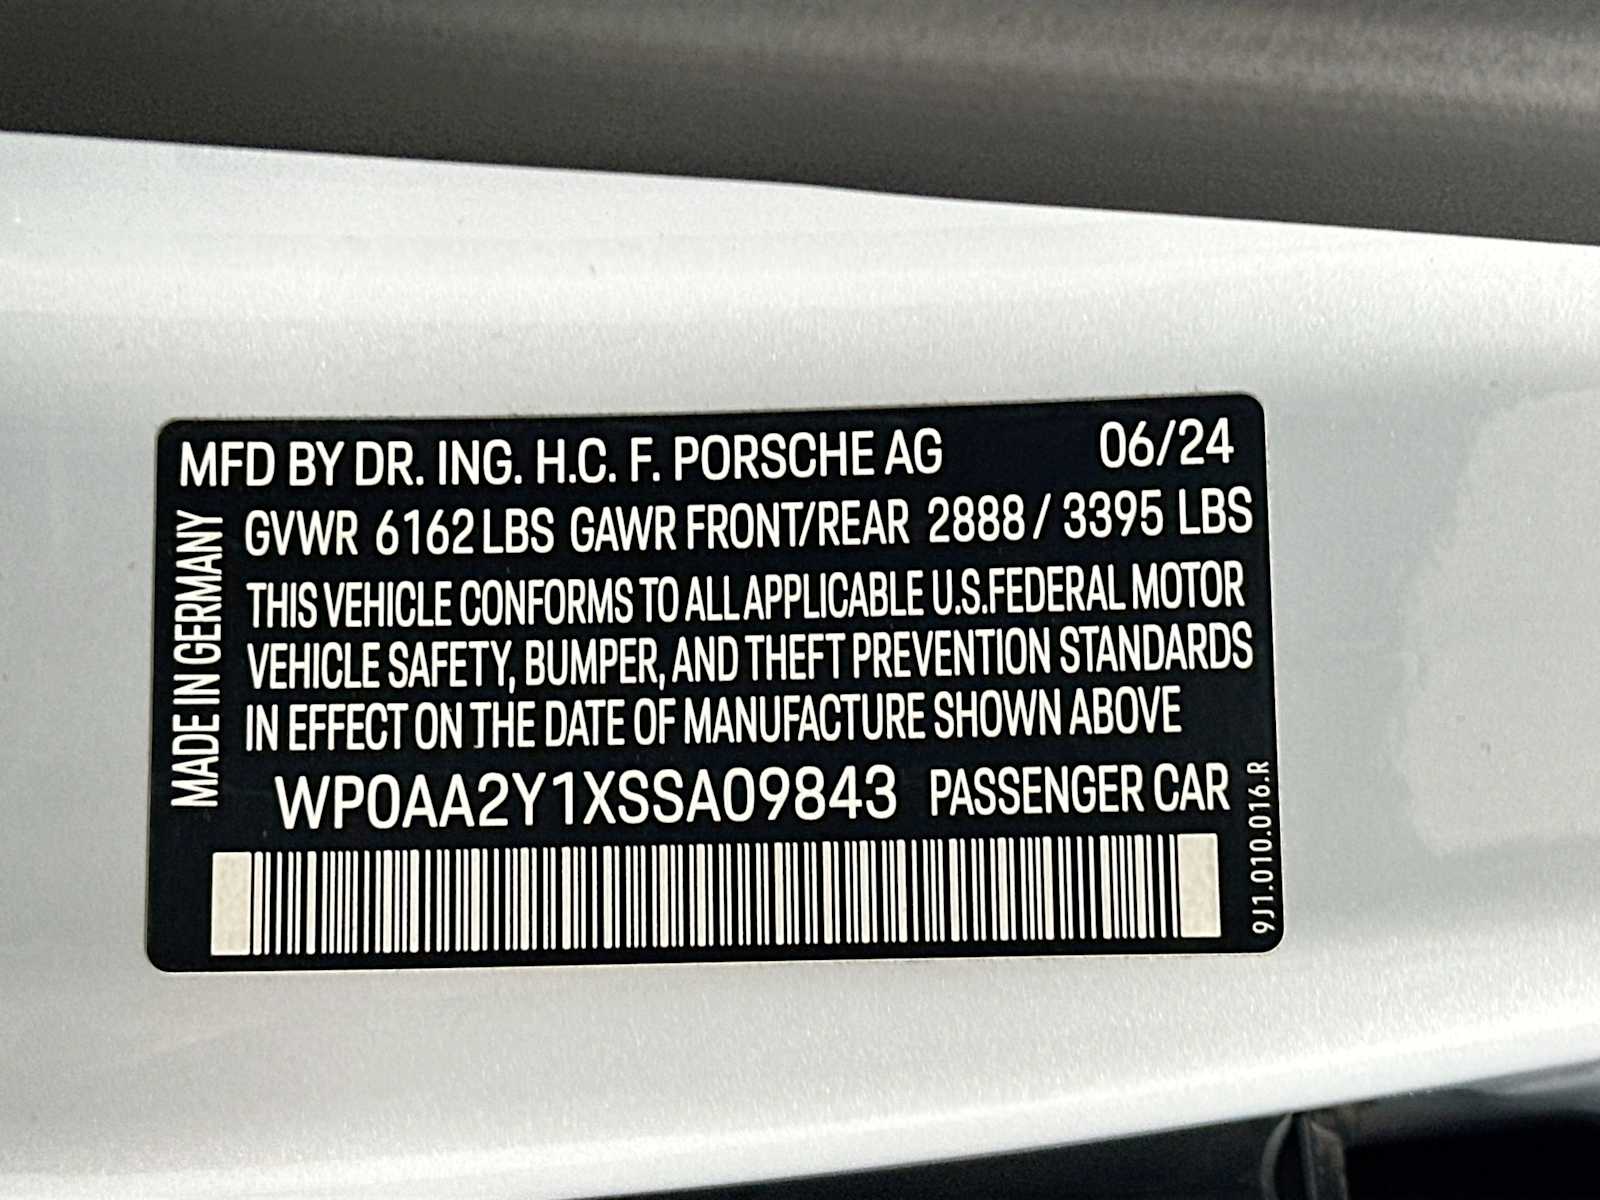 MFD BY DR. ING. H.C. F. PORSCHE AG 06/24
GVWR 6162 LBS GAWR FRONT/REAR 2888 / 3395 LBS
THIS VEHICLE CONFORMS TO ALL APPLICABLE U.S.FEDERAL MOTOR
VEHICLE SAFETY, BUMPER, AND THEFT PREVENTION STANDARDS
IN EFFECT ON THE DATE OF MANUFACTURE SHOWN ABOVE
WP0AA2Y1XSSA09843 PASSENGER CAR
MADE IN GERMANY
9J1.010.016.R